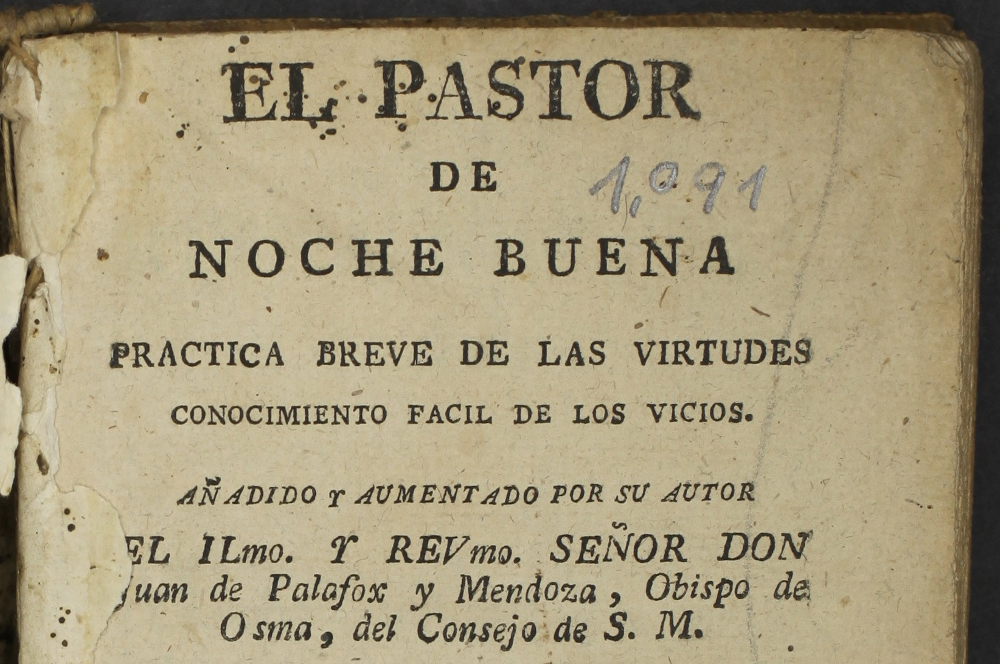 EL PASTOR
DE
1,091
NOCHE BUENA
PRACTICA BREVE DE LAS VIRTUDES
CONOCIMIENTO FACIL DE LOS VICIOS.
AÑADIDO Y AUMENTADO POR SU AUTOR
EL ILmo. Y REVmo. SEÑOR DON
Juan de Palafox y Mendoza, Obispo de
Osma, del Consejo de S. M.